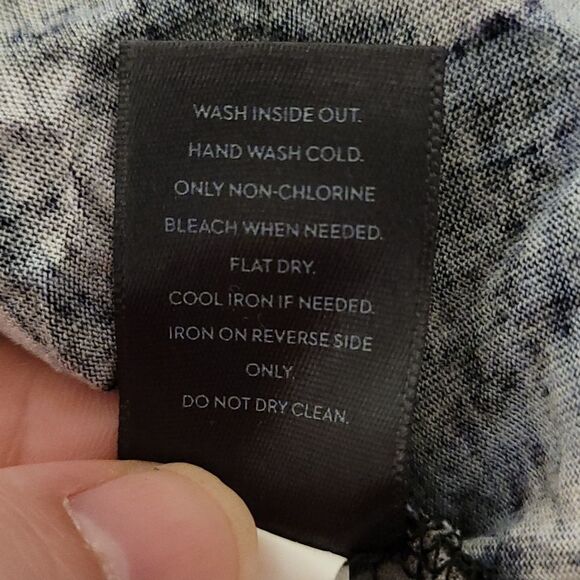 WASH INSIDE OUT.
HAND WASH COLD.
ONLY NON-CHLORINE
BLEACH WHEN NEEDED.
FLAT DRY.
COOL IRON IF NEEDED.
IRON ON REVERSE SIDE
ONLY.
DO NOT DRY CLEAN.